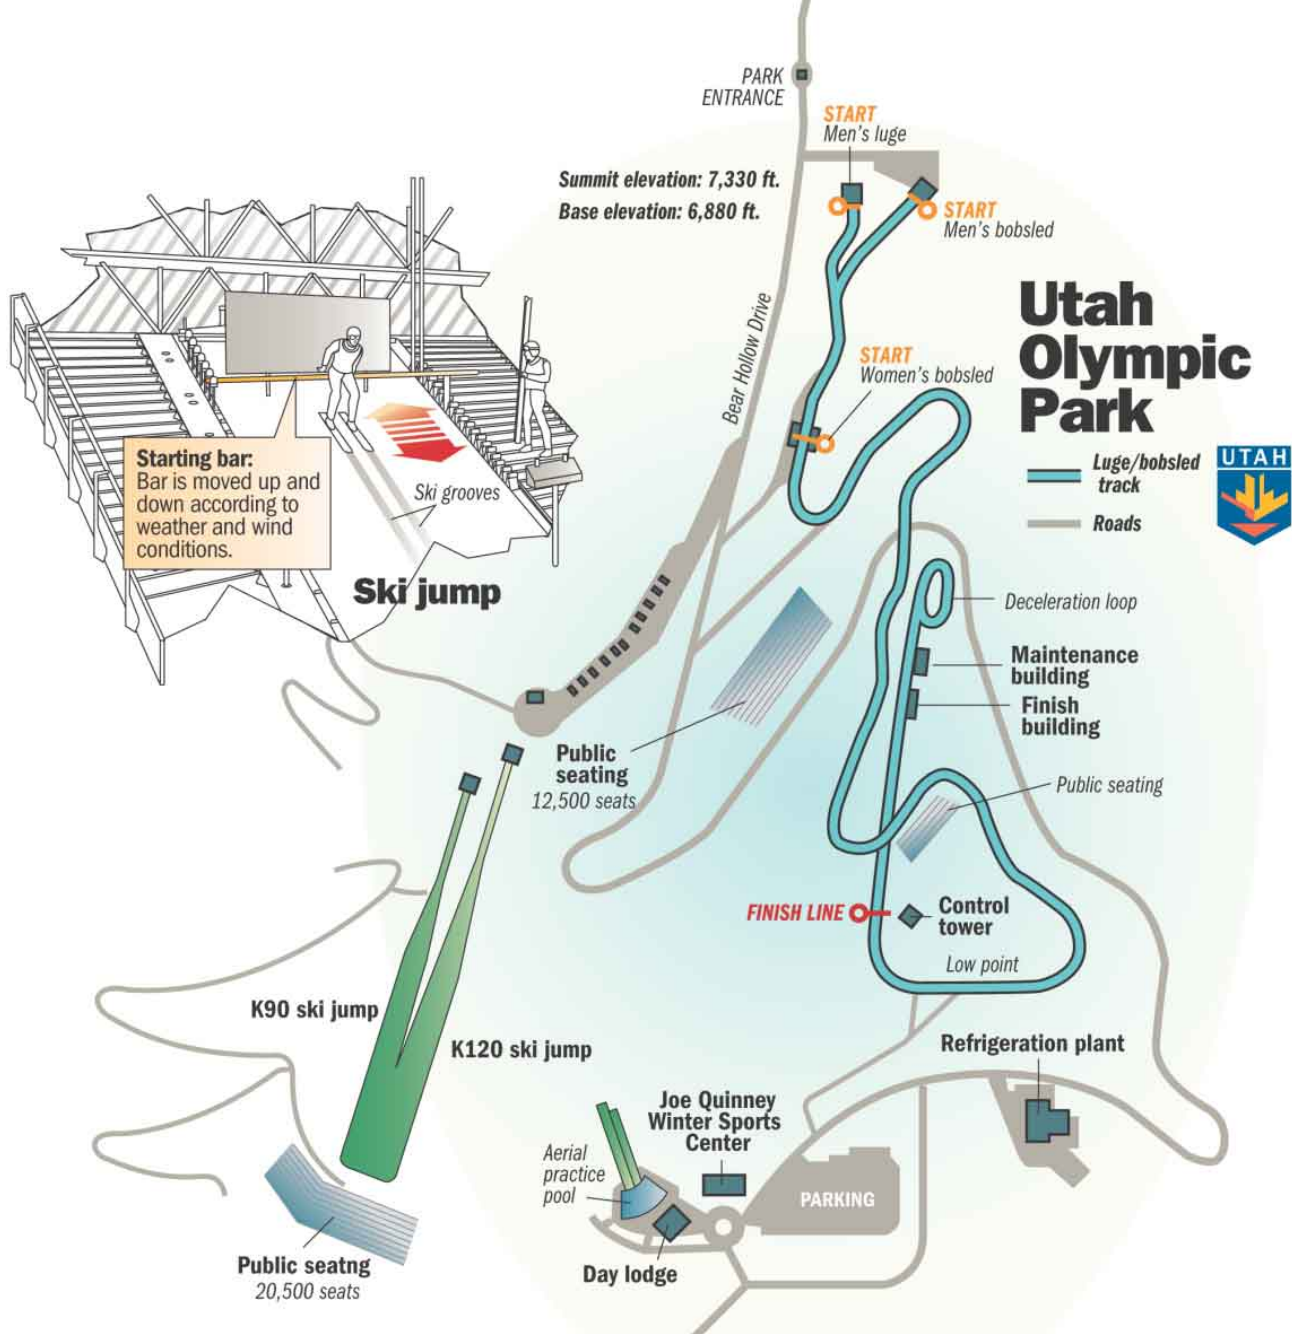 PARK
ENTRANCE
START
Men's luge
Summit elevation: 7,330 ft.
Base elevation: 6,880 ft.
START
Men's bobsled
Utah
Olympic
Park
Bear Hollow Drive
START
Women's bobsled
Luge/bobsled
track
Roads
UTAH
Starting bar:
Bar is moved up and
down according to
weather and wind
conditions.
Ski grooves
Ski jump
Deceleration loop
Maintenance
building
Finish
building
Public
seating
12,500 seats
Public seating
FINISH LINE
Control
tower
Low point
K90 ski jump
K120 ski jump
Refrigeration plant
Joe Quinney
Winter Sports
Center
Aerial
practice
pool
PARKING
Public seatng
20,500 seats
Day lodge